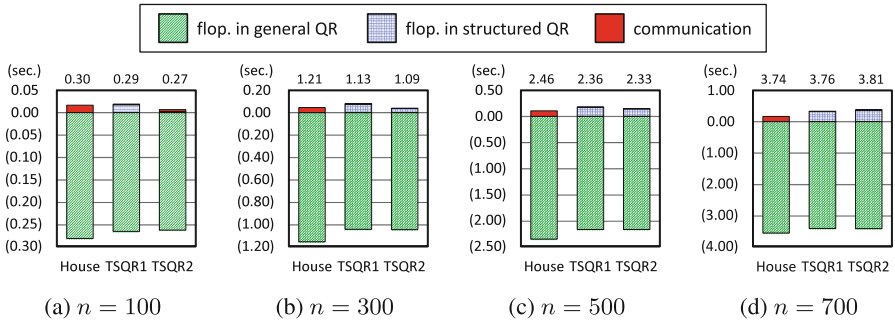 flop. in general QR flop. in structured QR communication
(sec.) 0.30 0.29 0.27
0.05
0.00
(0.05)
(0.10)
(0.15)
(0.20)
(0.25)
(0.30)
House TSQR1 TSQR2
(a) n = 100
(sec.) 1.21 1.13 1.09
0.20
0.00
(0.20)
(0.40)
(0.60)
(0.80)
(1.00)
(1.20)
House TSQR1 TSQR2
(b) n = 300
(sec.) 2.46 2.36 2.33
0.50
0.00
(0.50)
(1.00)
(1.50)
(2.00)
(2.50)
House TSQR1 TSQR2
(c) n = 500
(sec.) 3.74 3.76 3.81
1.00
0.00
(1.00)
(2.00)
(3.00)
(4.00)
House TSQR1 TSQR2
(d) n = 700